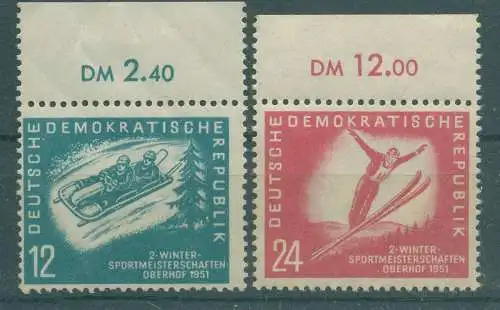 DM 2.40
DEUTSCHE DEMOKRATISCHE REPUBLIK
12
2·WINTER-
SPORTMEISTERSCHAFTEN
OBERHOF 1951
DM 12.00
DEUTSCHE DEMOKRATISCHE REPUBLIK
24
2·WINTER-
SPORTMEISTERSCHAFTEN
OBERHOF 1951